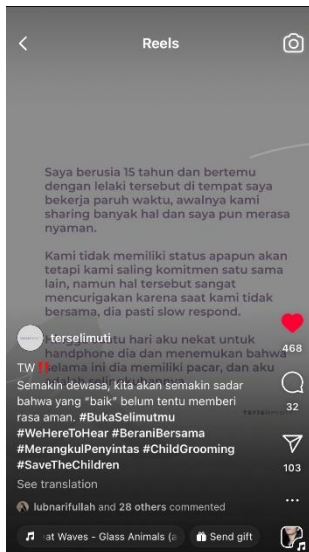 Reels
Saya berusia 15 tahun dan bertemu
dengan lelaki tersebut di tempat saya
bekerja paruh waktu, awalnya kami
sharing banyak hal dan saya pun merasa
nyaman.
Kami tidak memiliki status apapun akan
tetapi kami saling komitmen satu sama
lain, namun hal tersebut sangat
mencurigakan karena saat kami tidak
bersama, dia pasti slow respond.
tu hari aku nekat untuk
terselimuti
handphone dia dan menemukan bahwa
TW‼️
selama ini dia memiliki pacar, dan aku
Semakin dewasa, kita akan semakin sadar
bahwa yang “baik” belum tentu memberi
rasa aman. #BukaSelimutmu
#WeHereToHear #BeraniBersama
#MerangkulPenyintas #ChildGrooming
#SaveTheChildren
See translation
lubnarifullah and 28 others commented
eat Waves - Glass Animals (a
Send gift
468
32
103